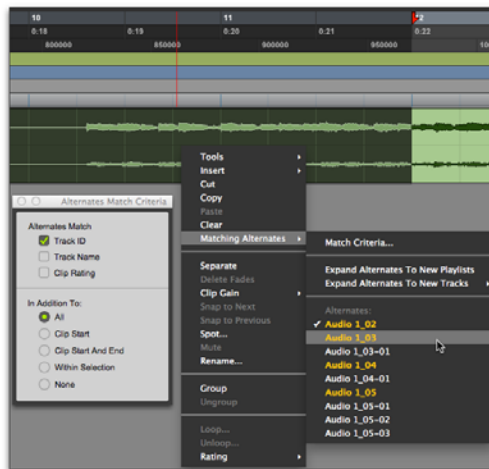 10 11 12
0:18 0:19 0:20 0:21 0:22
800000 850000 900000 950000 10
Alternates Match Criteria
Alternates Match
Track ID
Track Name
Clip Rating
In Addition To:
All
Clip Start
Clip Start And End
Within Selection
None
Tools
Insert
Cut
Copy
Paste
Clear
Matching Alternates
Separate
Delete Fades
Clip Gain
Snap to Next
Snap to Previous
Spot...
Mute
Rename...
Group
Ungroup
Loop...
Unloop...
Rating
Match Criteria...
Expand Alternates To New Playlists
Expand Alternates To New Tracks
Alternates:
Audio 1_02
Audio 1_03
Audio 1_03-01
Audio 1_04
Audio 1_04-01
Audio 1_05
Audio 1_05-01
Audio 1_05-02
Audio 1_05-03